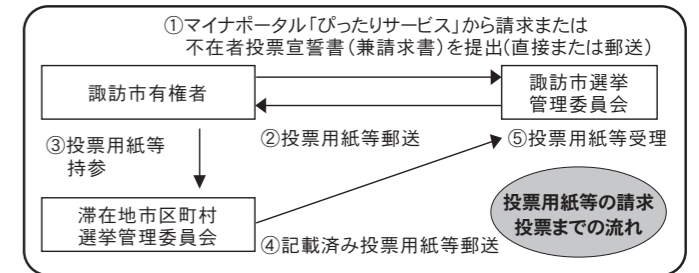 ①マイナポータル「ぴったりサービス」から請求または
不在者投票宣誓書(兼請求書)を提出(直接または郵送)
諏訪市有権者
諏訪市選挙
管理委員会
②投票用紙等郵送
⑤投票用紙等受理
③投票用紙等
持参
滞在地市区町村
選挙管理委員会
④記載済み投票用紙等郵送
投票用紙等の請求
投票までの流れ